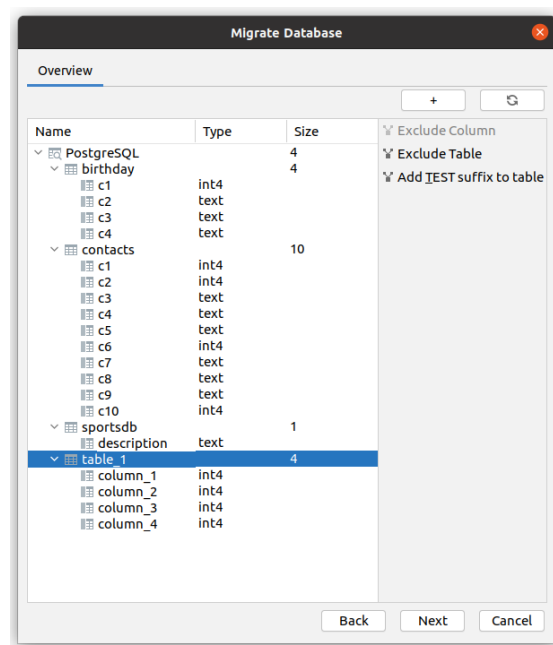 Migrate Database
Overview
+
Name Type Size
PostgreSQL 4
birthday 4
c1 int4
c2 text
c3 text
c4 text
contacts 10
c1 int4
c2 int4
c3 text
c4 text
c5 text
c6 int4
c7 text
c8 text
c9 text
c10 int4
sportsdb 1
description text
table_1 4
column_1 int4
column_2 int4
column_3 int4
column_4 int4
Exclude Column
Exclude Table
Add TEST suffix to table
Back Next Cancel